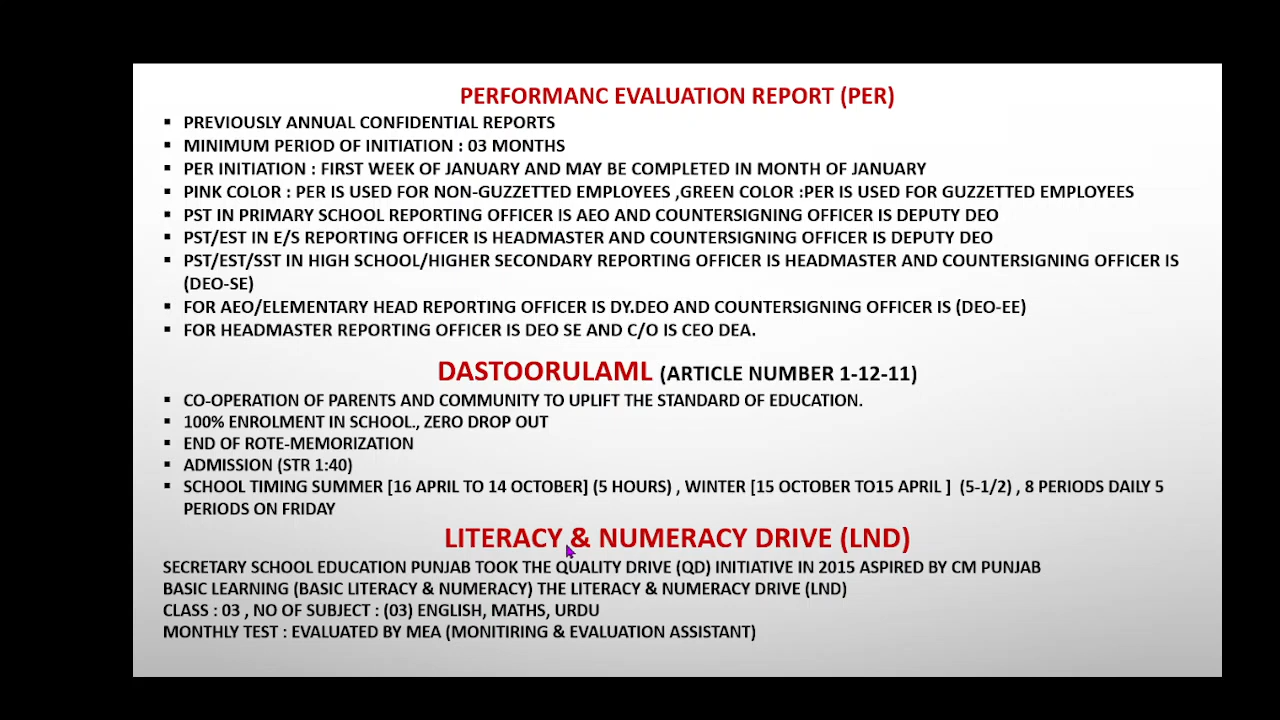 PERFORMANC EVALUATION REPORT (PER)
▪ PREVIOUSLY ANNUAL CONFIDENTIAL REPORTS
▪ MINIMUM PERIOD OF INITIATION : 03 MONTHS
▪ PER INITIATION : FIRST WEEK OF JANUARY AND MAY BE COMPLETED IN MONTH OF JANUARY
▪ PINK COLOR : PER IS USED FOR NON-GUZZETTED EMPLOYEES ,GREEN COLOR :PER IS USED FOR GUZZETTED EMPLOYEES
▪ PST IN PRIMARY SCHOOL REPORTING OFFICER IS AEO AND COUNTERSIGNING OFFICER IS DEPUTY DEO
▪ PST/EST IN E/S REPORTING OFFICER IS HEADMASTER AND COUNTERSIGNING OFFICER IS DEPUTY DEO
▪ PST/EST/SST IN HIGH SCHOOL/HIGHER SECONDARY REPORTING OFFICER IS HEADMASTER AND COUNTERSIGNING OFFICER IS
(DEO-SE)
▪ FOR AEO/ELEMENTARY HEAD REPORTING OFFICER IS DY.DEO AND COUNTERSIGNING OFFICER IS (DEO-EE)
▪ FOR HEADMASTER REPORTING OFFICER IS DEO SE AND C/O IS CEO DEA.
DASTOORULAML (ARTICLE NUMBER 1-12-11)
▪ CO-OPERATION OF PARENTS AND COMMUNITY TO UPLIFT THE STANDARD OF EDUCATION.
▪ 100% ENROLMENT IN SCHOOL., ZERO DROP OUT
▪ END OF ROTE-MEMORIZATION
▪ ADMISSION (STR 1:40)
▪ SCHOOL TIMING SUMMER [16 APRIL TO 14 OCTOBER] (5 HOURS) , WINTER [15 OCTOBER TO15 APRIL ] (5-1/2) , 8 PERIODS DAILY 5
PERIODS ON FRIDAY
LITERACY & NUMERACY DRIVE (LND)
SECRETARY SCHOOL EDUCATION PUNJAB TOOK THE QUALITY DRIVE (QD) INITIATIVE IN 2015 ASPIRED BY CM PUNJAB
BASIC LEARNING (BASIC LITERACY & NUMERACY) THE LITERACY & NUMERACY DRIVE (LND)
CLASS : 03 , NO OF SUBJECT : (03) ENGLISH, MATHS, URDU
MONTHLY TEST : EVALUATED BY MEA (MONITIRING & EVALUATION ASSISTANT)